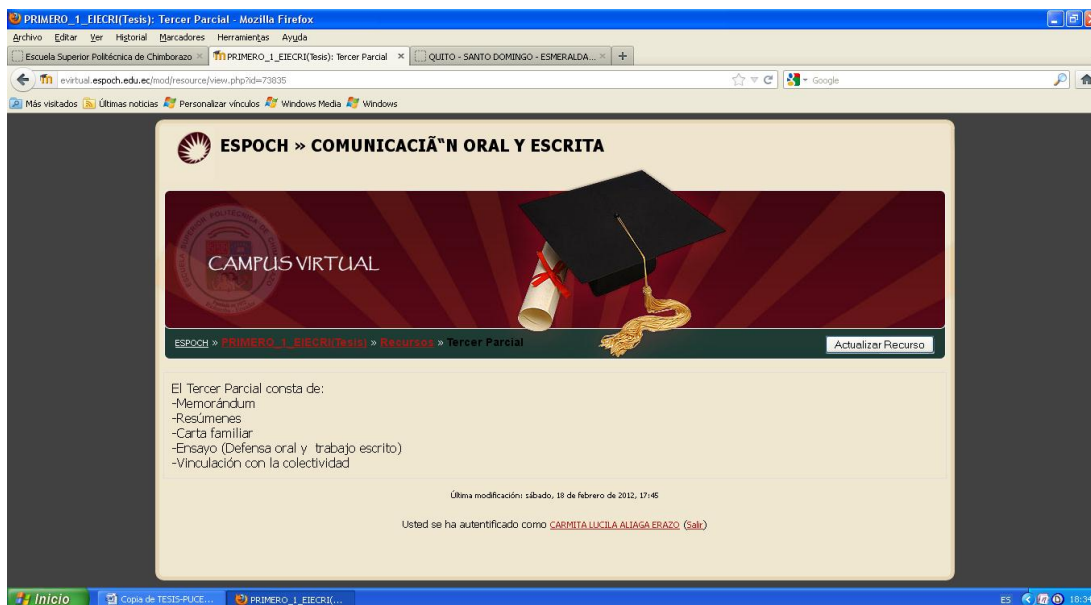 PRIMERO_1_EIECRI(Tesis): Tercer Parcial - Mozilla Firefox
Archivo Editar Ver Historial Marcadores Herramientas Ayuda
Escuela Superior Politécnica de Chimborazo PRIMERO_1_EIECRI(Tesis): Tercer Parcial QUITO - SANTO DOMINGO - ESMERALDA...
evirtual.espoch.edu.ec/mod/resource/view.php?id=73835 Google
Más visitados Últimas noticias Personalizar vínculos Windows Media Windows
ESPOCH » COMUNICACIÃ“N ORAL Y ESCRITA
CAMPUS VIRTUAL
ESPOCH » PRIMERO_1_EIECRI(Tesis) » Recursos » Tercer Parcial Actualizar Recurso
El Tercer Parcial consta de:
-Memorándum
-Resúmenes
-Carta familiar
-Ensayo (Defensa oral y trabajo escrito)
-Vinculación con la colectividad
Última modificación: sábado, 18 de febrero de 2012, 17:45
Usted se ha autentificado como CARMITA LUCILA ALIAGA ERAZO (Salir)
Inicio Copia de TESIS-PUCE... PRIMERO_1_EIECRI(... ES 18:34